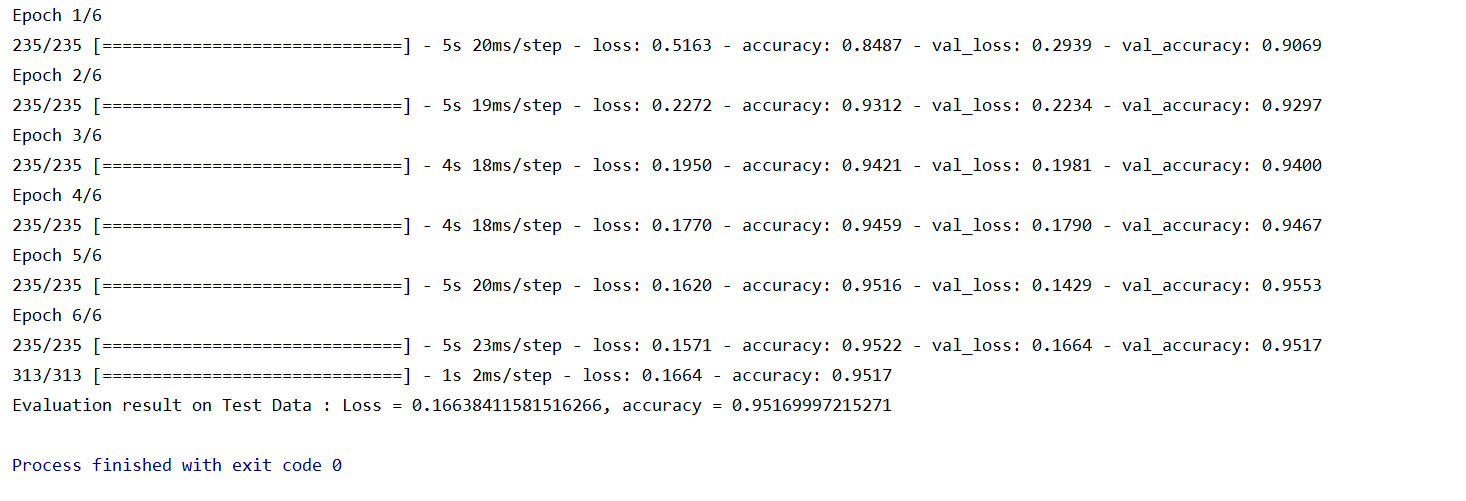 Epoch 1/6
235/235 [==============================] - 5s 20ms/step - loss: 0.5163 - accuracy: 0.8487 - val_loss: 0.2939 - val_accuracy: 0.9069
Epoch 2/6
235/235 [==============================] - 5s 19ms/step - loss: 0.2272 - accuracy: 0.9312 - val_loss: 0.2234 - val_accuracy: 0.9297
Epoch 3/6
235/235 [==============================] - 4s 18ms/step - loss: 0.1950 - accuracy: 0.9421 - val_loss: 0.1981 - val_accuracy: 0.9400
Epoch 4/6
235/235 [==============================] - 4s 18ms/step - loss: 0.1770 - accuracy: 0.9459 - val_loss: 0.1790 - val_accuracy: 0.9467
Epoch 5/6
235/235 [==============================] - 5s 20ms/step - loss: 0.1620 - accuracy: 0.9516 - val_loss: 0.1429 - val_accuracy: 0.9553
Epoch 6/6
235/235 [==============================] - 5s 23ms/step - loss: 0.1571 - accuracy: 0.9522 - val_loss: 0.1664 - val_accuracy: 0.9517
313/313 [==============================] - 1s 2ms/step - loss: 0.1664 - accuracy: 0.9517
Evaluation result on Test Data : Loss = 0.16638411581516266, accuracy = 0.95169997215271
Process finished with exit code 0